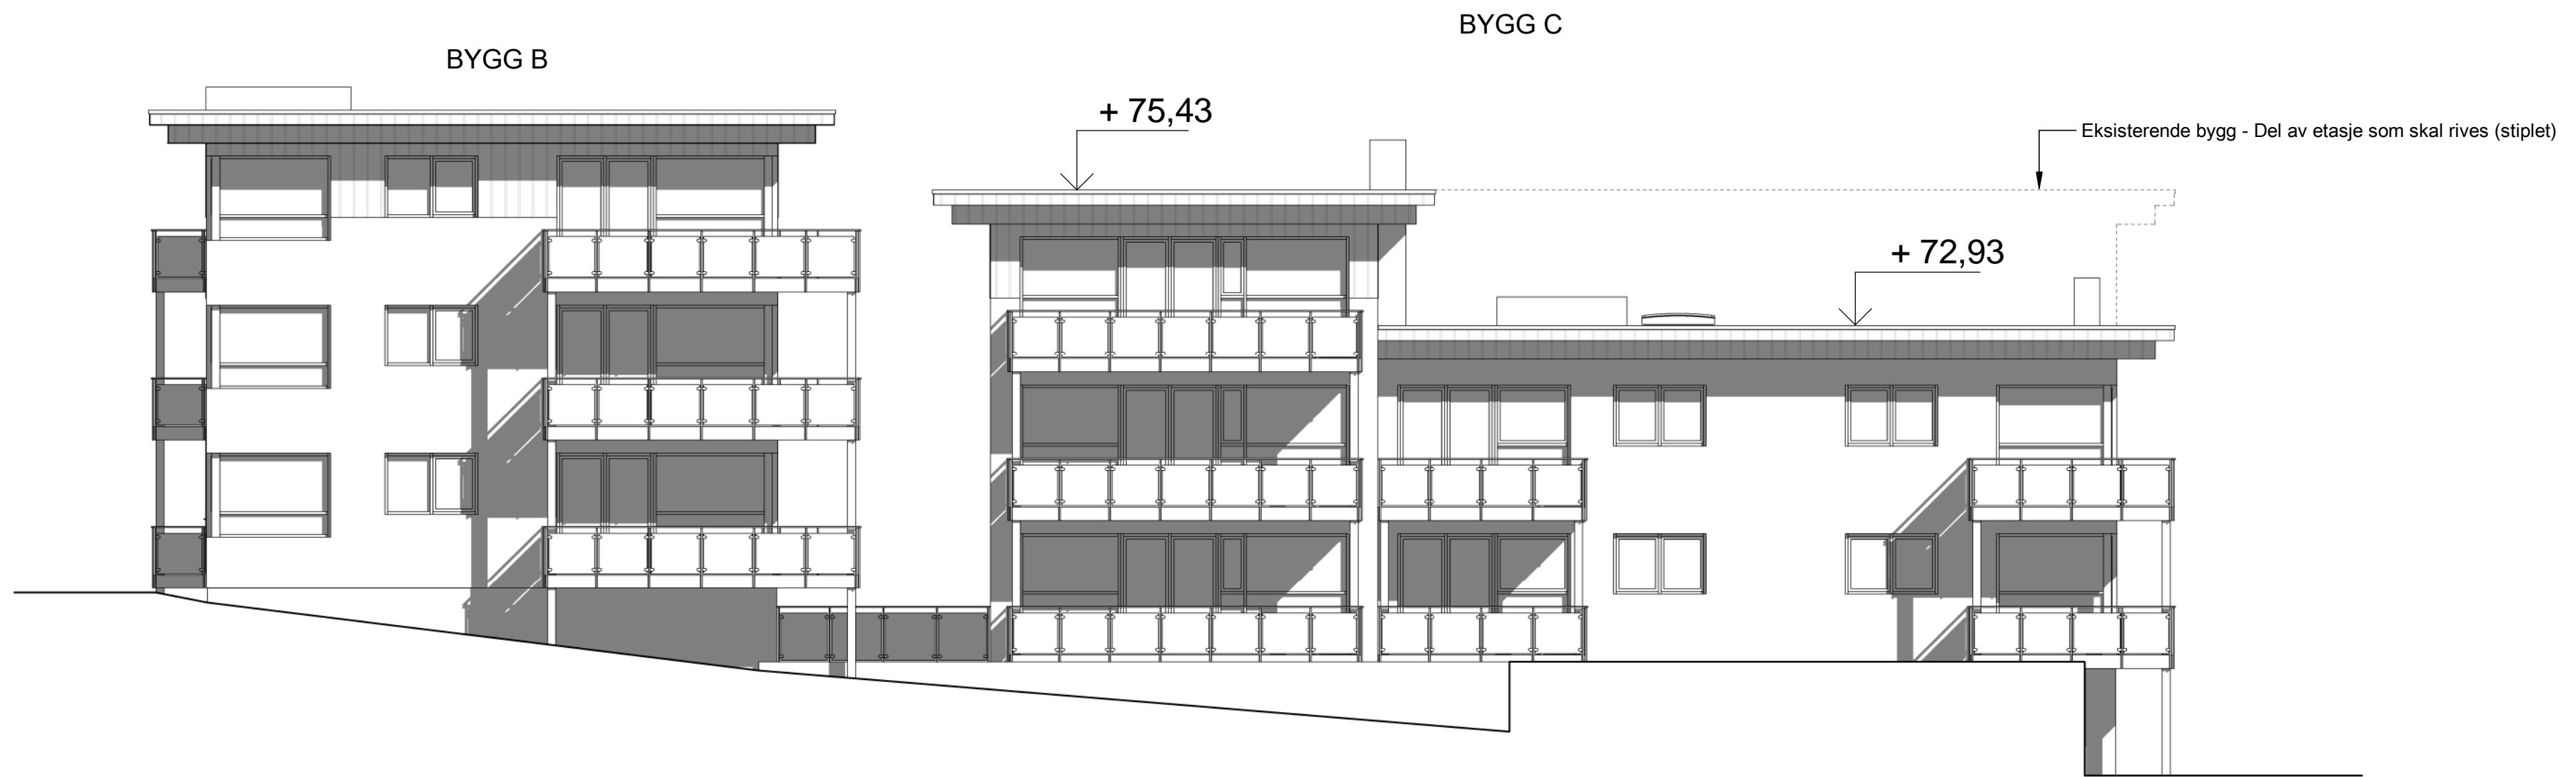 BYGG C
BYGG B
+ 75,43
Eksisterende bygg - Del av etasje som skal rives (stiplet)
+ 72,93